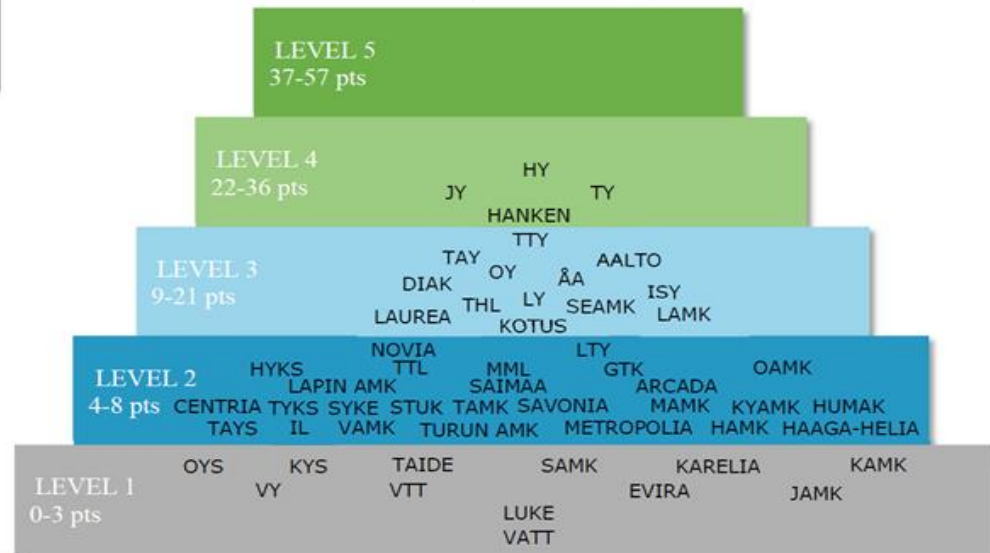 LEVEL 5
37-57 pts
LEVEL 4
22-36 pts
HY
JY TY
HANKEN
LEVEL 3
9-21 pts
TTY
TAY AALTO
OY ÅA
DIAK ISY
THL LY SEAMK
LAUREA LAMK
KOTUS
LEVEL 2
4-8 pts
NOVIA LTY
HYKS TTL MML GTK OAMK
LAPIN AMK SAIMAA ARCADA
CENTRIA TYKS SYKE STUK TAMK SAVONIA MAMK KYAMK HUMAK
TAYS IL VAMK TURUN AMK METROPOLIA HAMK HAAGA-HELIA
LEVEL 1
0-3 pts
OYS KYS TAIDE SAMK KARELIA KAMK
VY VTT EVIRA JAMK
LUKE
VATT